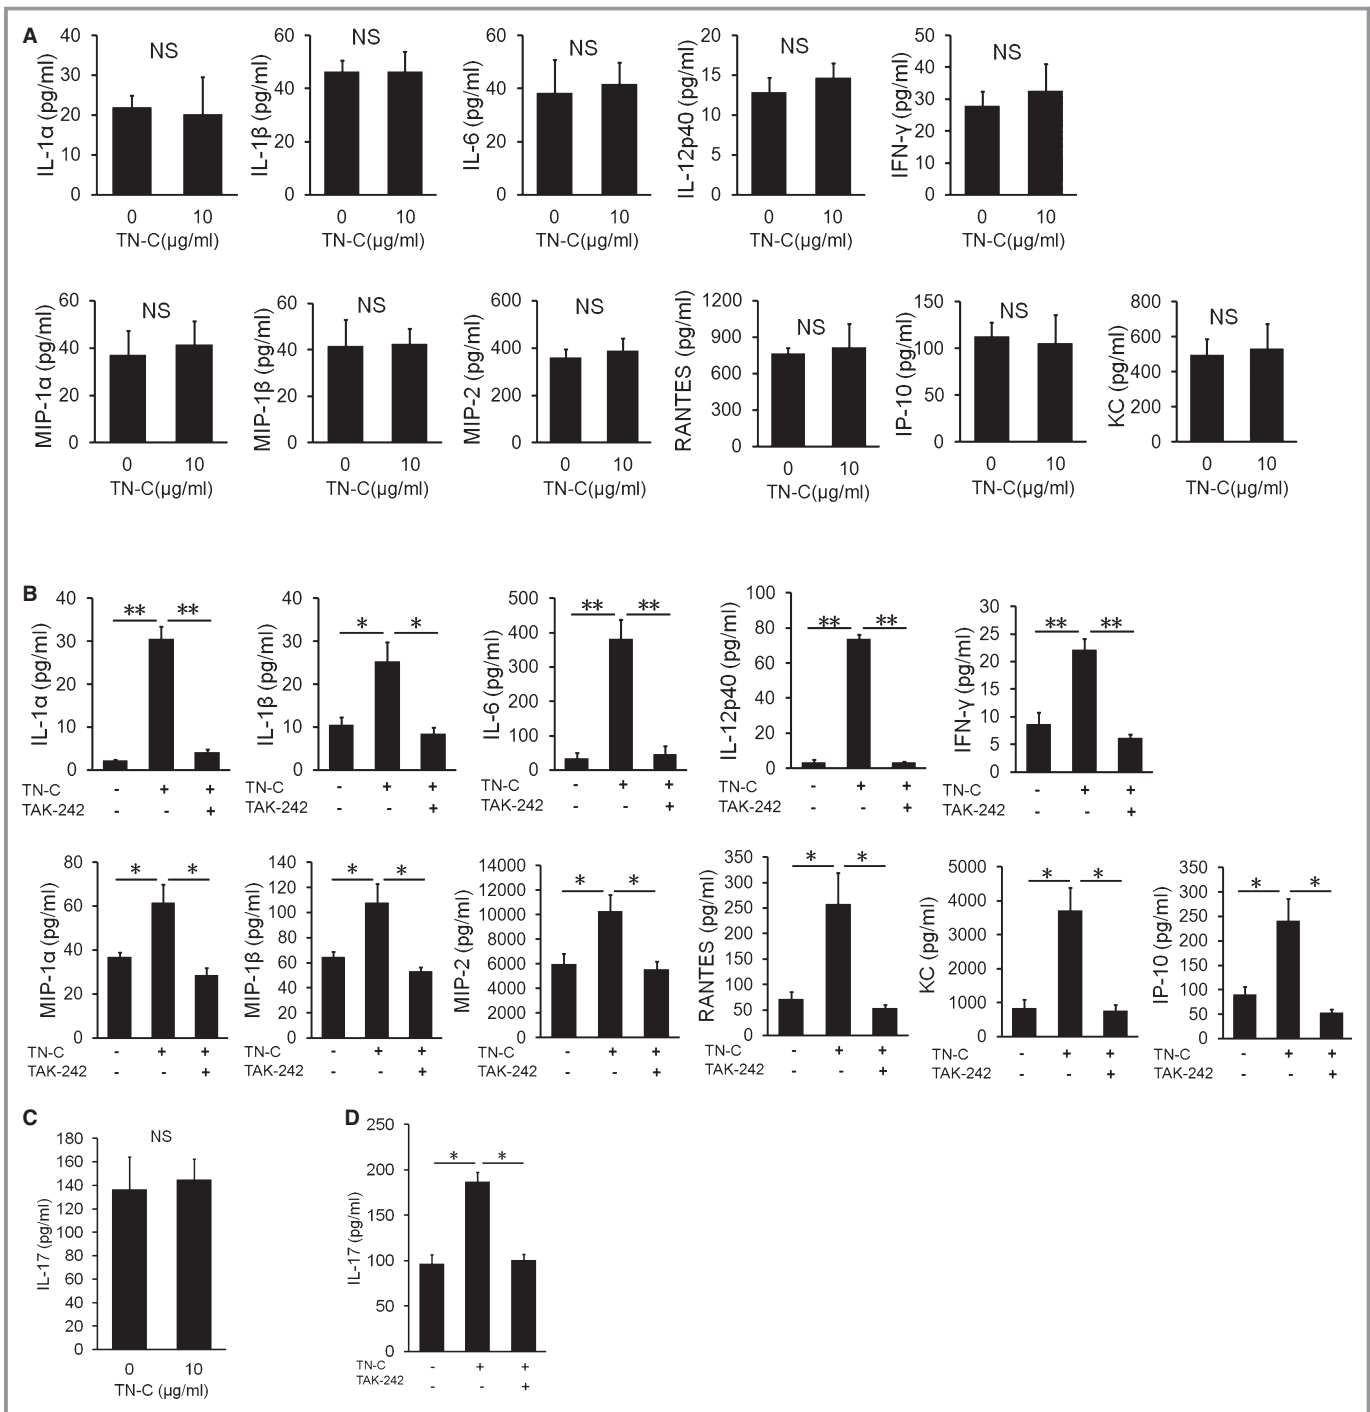 A
IL-1α (pg/ml)
50
40
30
20
10
0
NS
0 10
TN-C(µg/ml)
IL-1β (pg/ml)
60
40
20
0
NS
0 10
TN-C(µg/ml)
IL-6 (pg/ml)
60
40
20
0
NS
0 10
TN-C(µg/ml)
IL-12p40 (pg/ml)
20
15
10
5
0
NS
0 10
TN-C(µg/ml)
IFN-γ (pg/ml)
50
40
30
20
10
0
NS
0 10
TN-C(µg/ml)
MIP-1α (pg/ml)
60
40
20
0
NS
0 10
TN-C(µg/ml)
MIP-1β (pg/ml)
60
40
20
0
NS
0 10
TN-C(µg/ml)
MIP-2 (pg/ml)
600
400
200
0
NS
0 10
TN-C(µg/ml)
RANTES (pg/ml)
1200
900
600
300
0
NS
0 10
TN-C(µg/ml)
IP-10 (pg/ml)
150
100
50
0
NS
0 10
TN-C(µg/ml)
KC (pg/ml)
800
600
400
200
0
NS
0 10
TN-C(µg/ml)
B
IL-1α (pg/ml)
40
30
20
10
0
** **
TN-C - + +
TAK-242 - - +
IL-1β (pg/ml)
40
30
20
10
0
* *
TN-C - + +
TAK-242 - - +
IL-6 (pg/ml)
500
400
300
200
100
0
** **
TN-C - + +
TAK-242 - - +
IL-12p40 (pg/ml)
100
80
60
40
20
0
** **
TN-C - + +
TAK-242 - - +
IFN-γ (pg/ml)
30
25
20
15
10
5
0
** **
TN-C - + +
TAK-242 - - +
MIP-1α (pg/ml)
80
60
40
20
0
* *
TN-C - + +
TAK-242 - - +
MIP-1β (pg/ml)
140
120
100
80
60
40
20
0
* *
TN-C - + +
TAK-242 - - +
MIP-2 (pg/ml)
14000
12000
10000
8000
6000
4000
2000
0
* *
TN-C - + +
TAK-242 - - +
RANTES (pg/ml)
350
300
250
200
150
100
50
0
* *
TN-C - + +
TAK-242 - - +
KC (pg/ml)
5000
4000
3000
2000
1000
0
* *
TN-C - + +
TAK-242 - - +
IP-10 (pg/ml)
350
300
250
200
150
100
50
0
* *
TN-C - + +
TAK-242 - - +
C
IL-17 (pg/ml)
180
160
140
120
100
80
60
40
20
0
NS
0 10
TN-C (µg/ml)
D
IL-17 (pg/ml)
250
200
150
100
50
0
* *
TN-C - + +
TAK-242 - - +